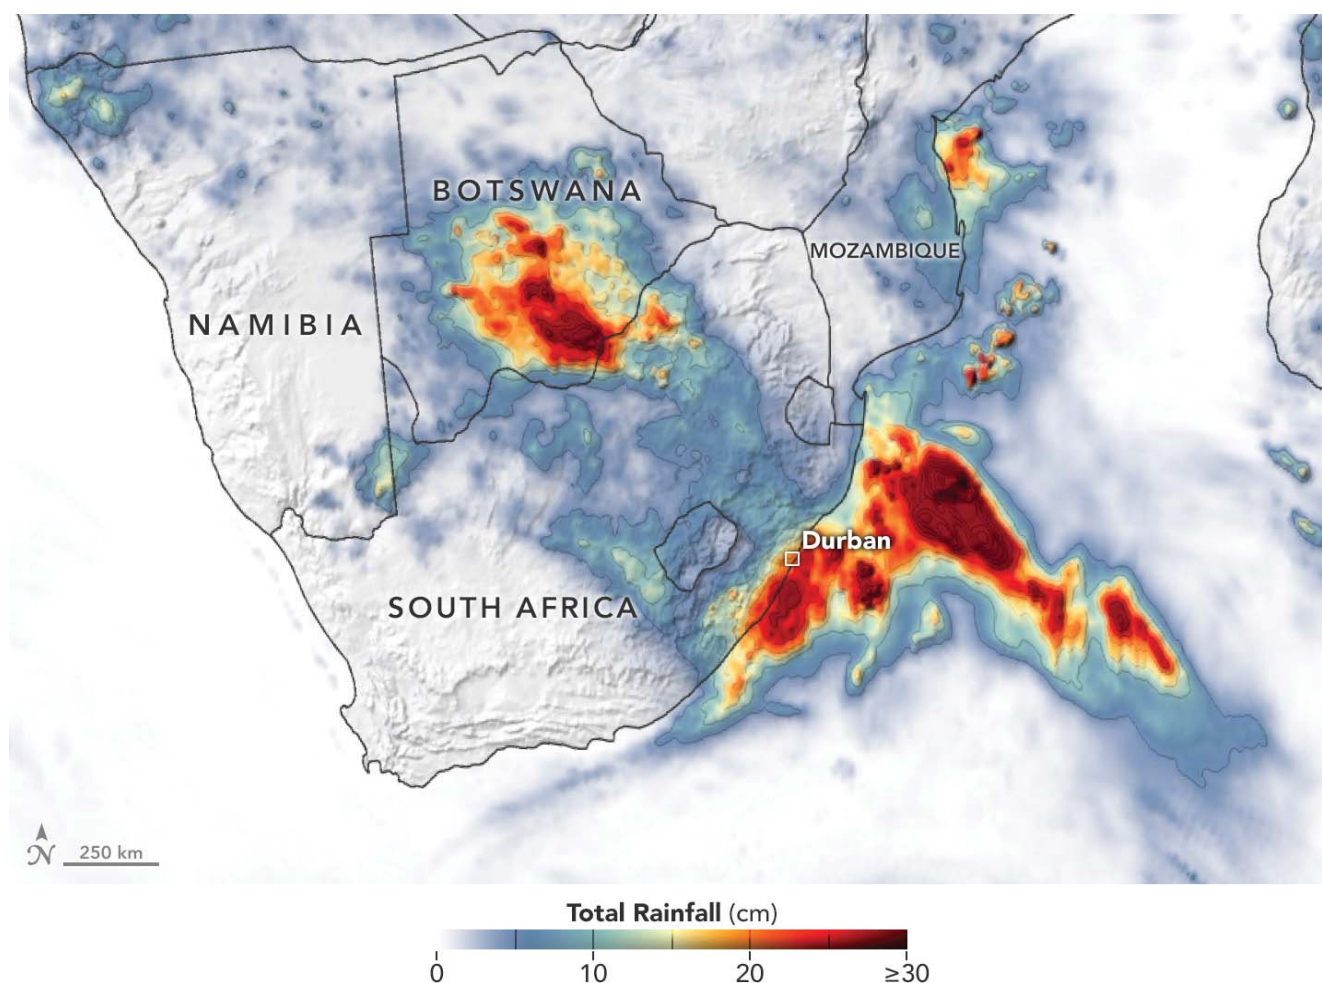 BOTSWANA
MOZAMBIQUE
NAMIBIA
Durban
SOUTH AFRICA
N
250 km
Total Rainfall (cm)
0 10 20 ≥30